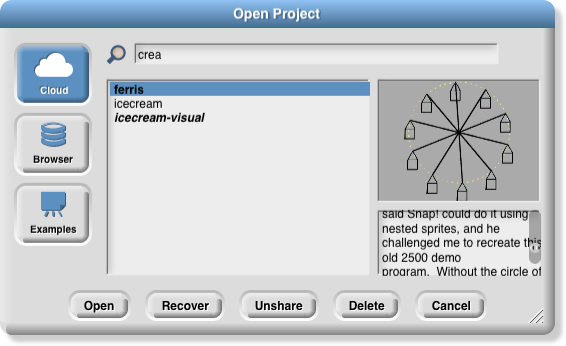 Open Project
Cloud
crea
ferris
icecream
icecream-visual
Browser
Examples
said Snap! could do it using
nested sprites, and he
challenged me to recreate this
old 2500 demo
program. Without the circle of
Open
Recover
Unshare
Delete
Cancel